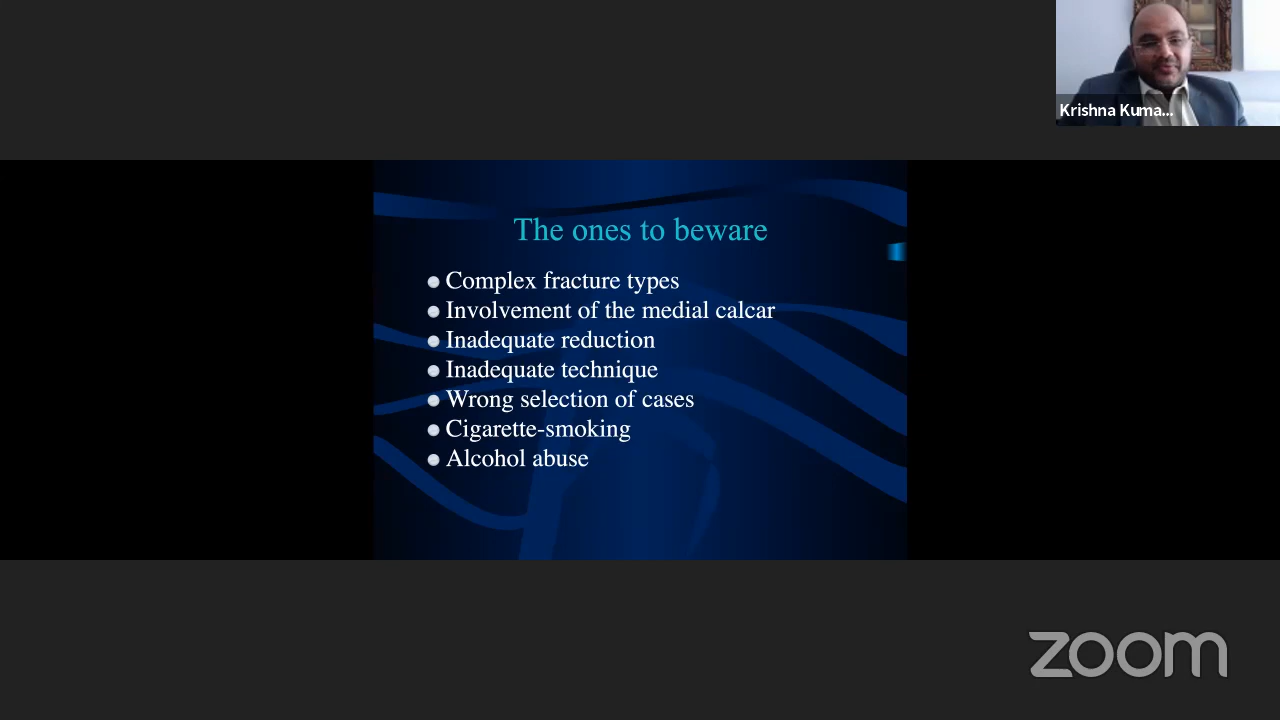 Krishna Kuma...
The ones to beware
Complex fracture types
Involvement of the medial calcar
Inadequate reduction
Inadequate technique
Wrong selection of cases
Cigarette-smoking
Alcohol abuse
zoom